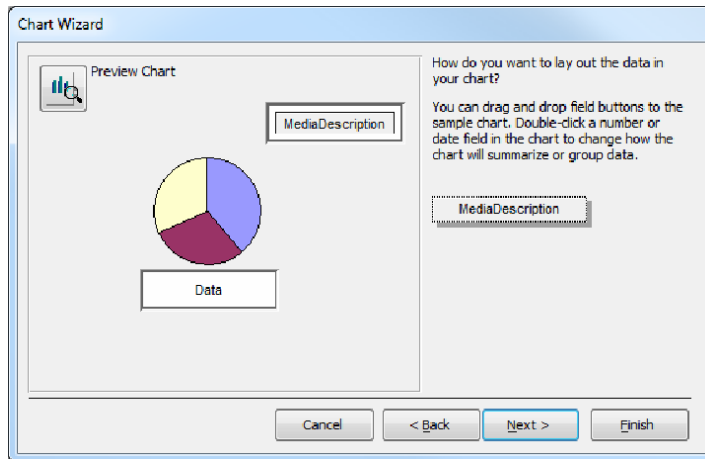 Chart Wizard
Preview Chart
MediaDescription
Data
How do you want to lay out the data in
your chart?
You can drag and drop field buttons to the
sample chart. Double-click a number or
date field in the chart to change how the
chart will summarize or group data.
MediaDescription
Cancel
< Back
Next >
Finish